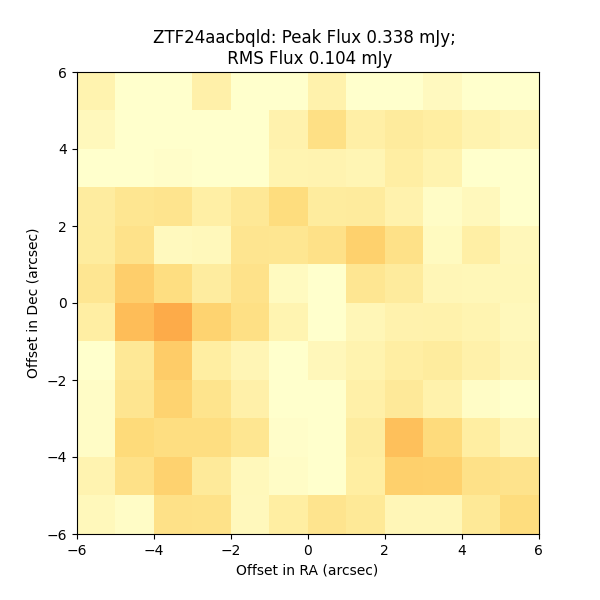 ZTF24aacbqld: Peak Flux 0.338 mJy;
RMS Flux 0.104 mJy
6
4
2
0
−2
−4
−6
Offset in Dec (arcsec)
−6 −4 −2 0 2 4 6
Offset in RA (arcsec)